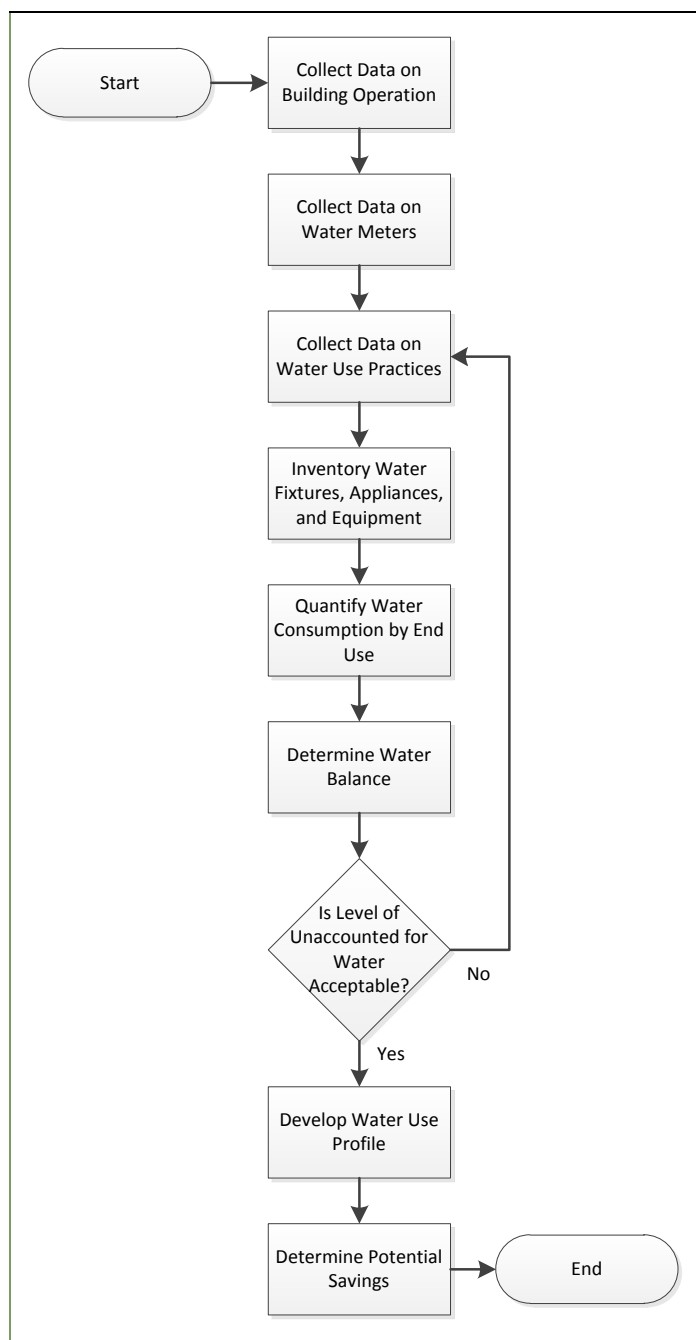 Start
Collect Data on
Building Operation
Collect Data on
Water Meters
Collect Data on
Water Use Practices
Inventory Water
Fixtures, Appliances,
and Equipment
Quantify Water
Consumption by End
Use
Determine Water
Balance
Is Level of
Unaccounted for
Water
Acceptable?
No
Yes
Develop Water Use
Profile
Determine Potential
Savings
End